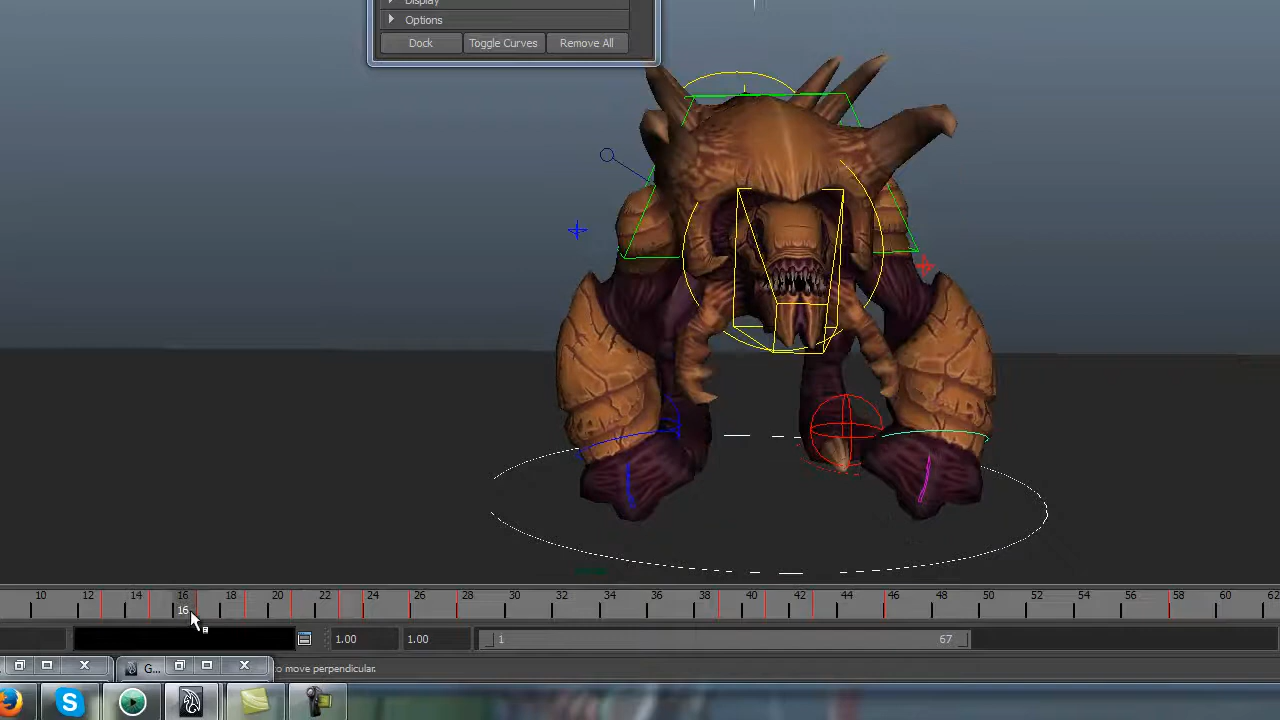 Display
Options
Dock Toggle Curves Remove All
10 12 14 16 18 20 22 24 26 28 30 32 34 36 38 40 42 44 46 48 50 52 54 56 58 60 62
16
1.00 1.00 67
G... to move perpendicular.
S